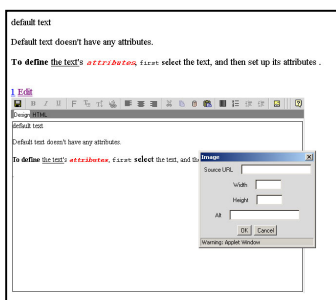 default text
Default text doesn't have any attributes.
To define the text's attributes, first select the text, and then set up its attributes .
1 Edit
Design HTML
default text
Default text doesn't have any attributes.
To define the text's attributes, first select the text, and th
Image X
Source URL
Width
Height
Alt
OK Cancel
Warning: Applet Window